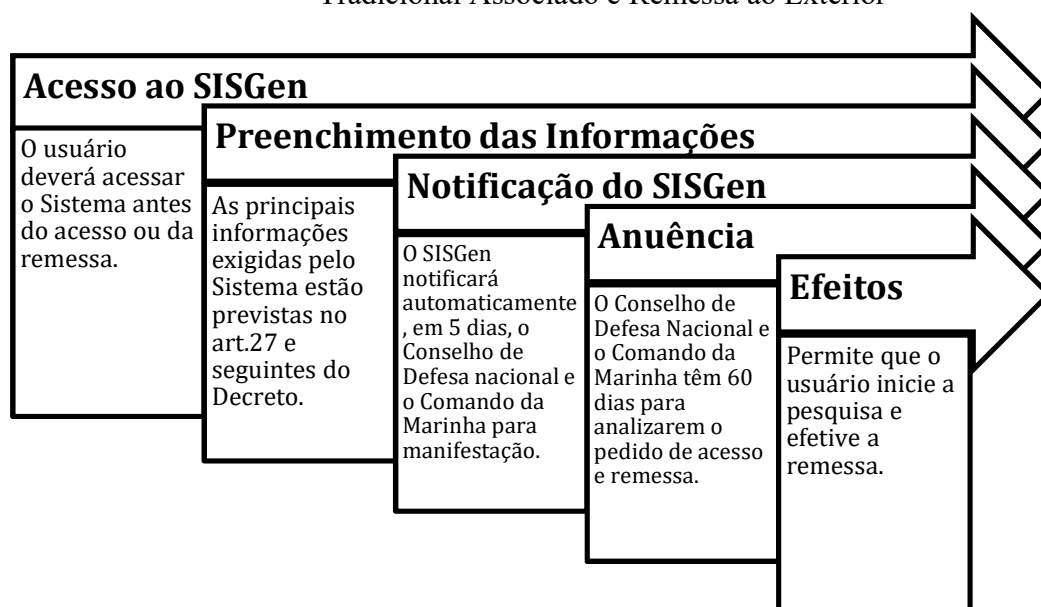 Tradicional Associado e Remessa ao Exterior
Acesso ao SISGen
O usuário
deverá acessar
o Sistema antes
do acesso ou da
remessa.
Preenchimento das Informações
As principais
informações
exigidas pelo
Sistema estão
previstas no
art.27 e
seguintes do
Decreto.
Notificação do SISGen
O SISGen
notificará
automaticamente
, em 5 dias, o
Conselho de
Defesa nacional e
o Comando da
Marinha para
manifestação.
Anuência
O Conselho de
Defesa Nacional e
o Comando da
Marinha têm 60
dias para
analizarem o
pedido de acesso
e remessa.
Efeitos
Permite que o
usuário inicie a
pesquisa e
efetive a
remessa.